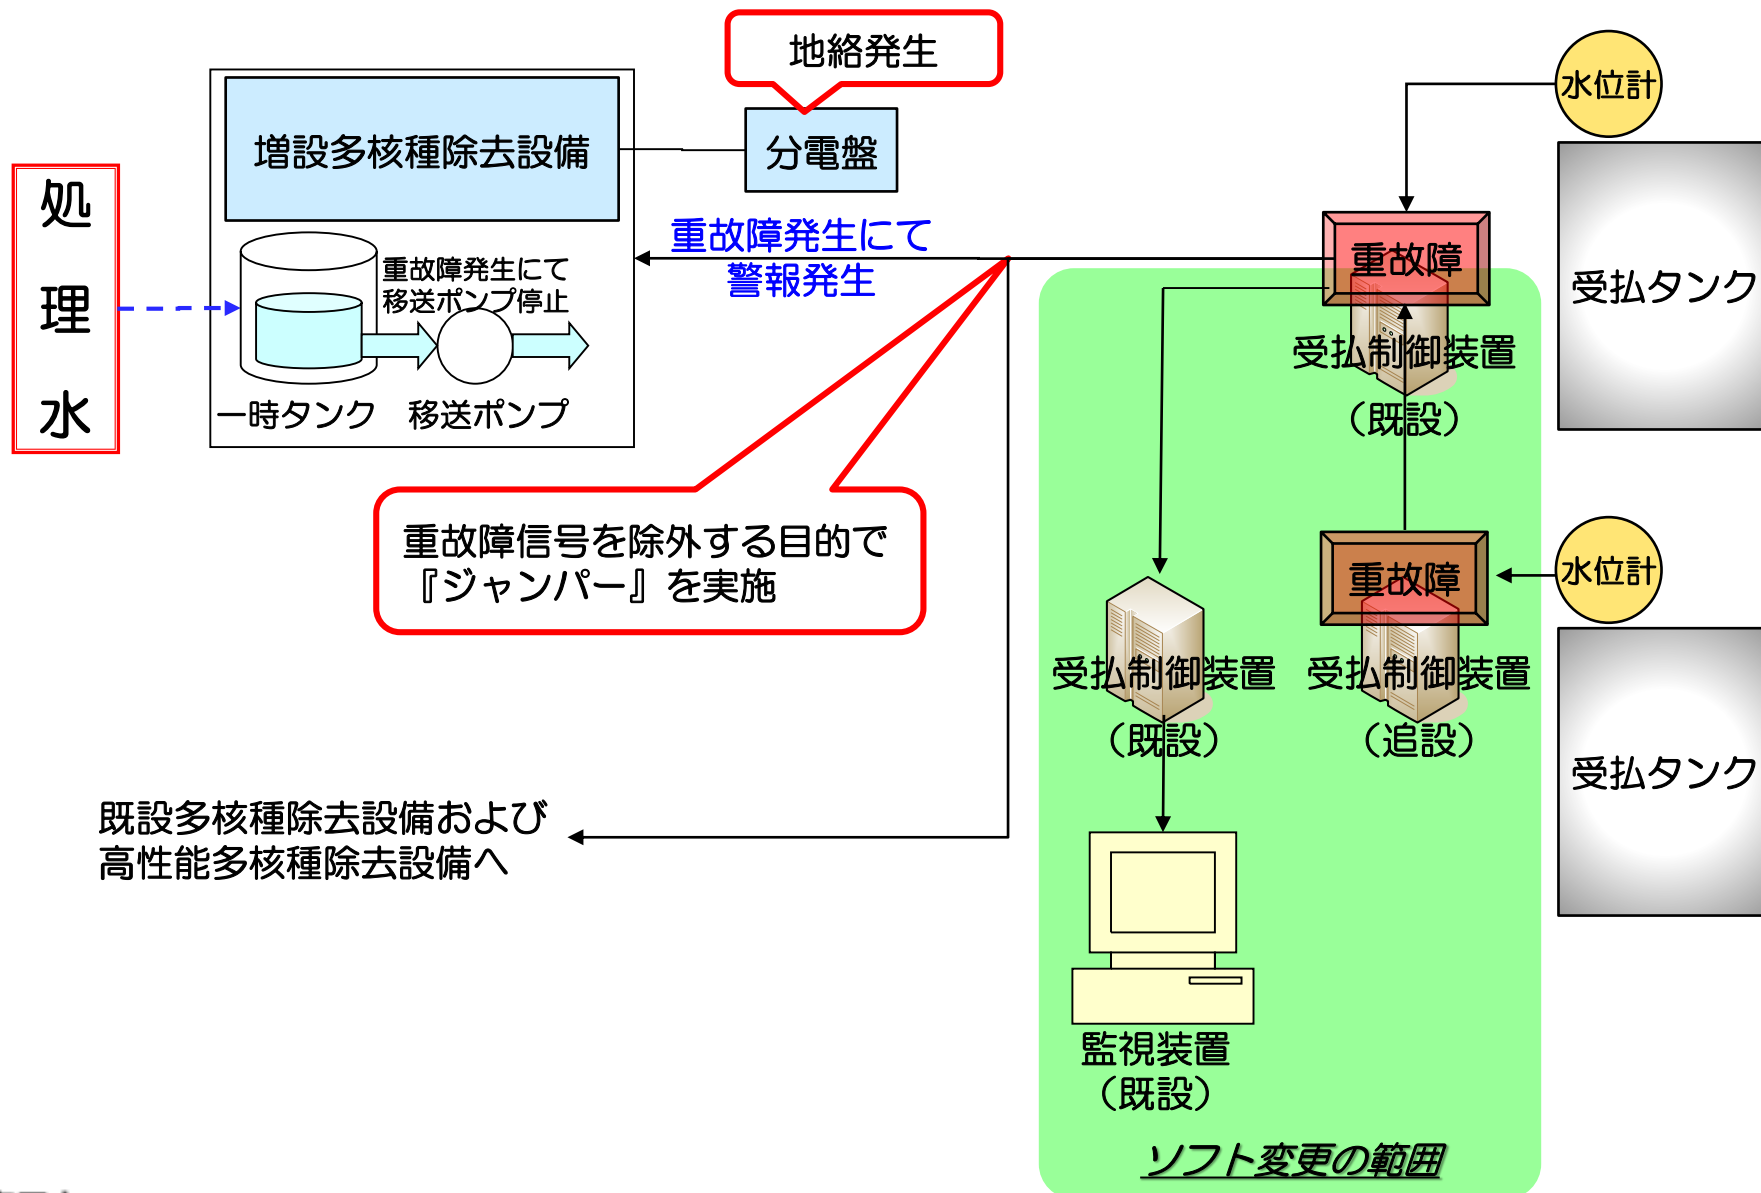 地絡発生
水位計
増設多核種除去設備
分電盤
処
理
水
重故障発生にて
警報発生
重故障発生にて
移送ポンプ停止
一時タンク
移送ポンプ
重故障
受払タンク
受払制御装置
（既設）
重故障信号を除外する目的で
『ジャンパー』を実施
水位計
重故障
受払制御装置
（既設）
受払制御装置
（追設）
受払タンク
既設多核種除去設備および
高性能多核種除去設備へ
監視装置
（既設）
ソフト変更の範囲